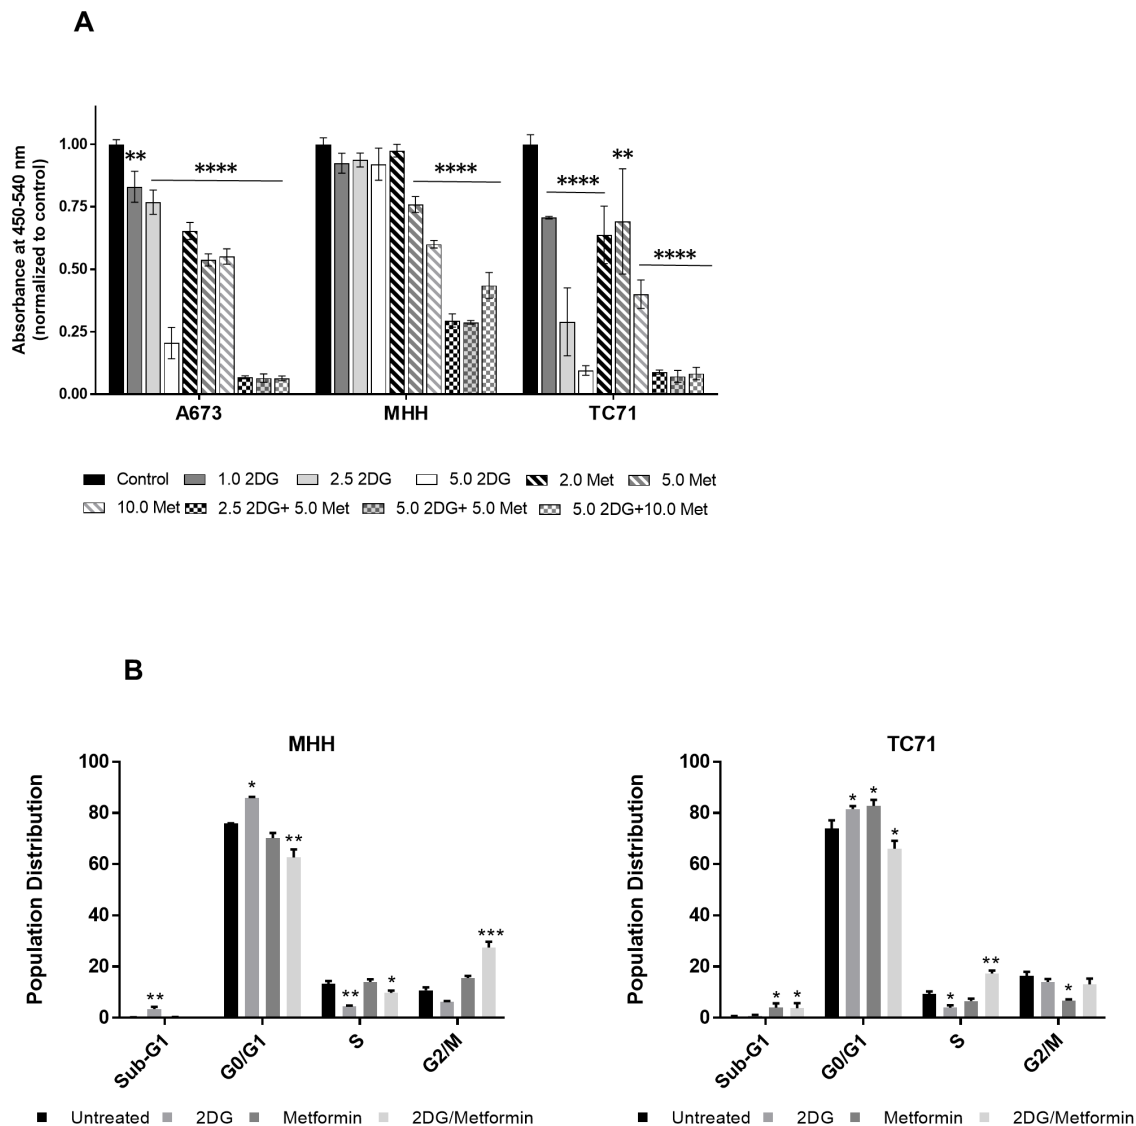 A
Absorbance at 450-540 nm
(normalized to control)
1.00
0.75
0.50
0.25
0.00
**
****
****
****
**
****
A673 MHH TC71
Control 1.0 2DG 2.5 2DG 5.0 2DG 2.0 Met 5.0 Met
10.0 Met 2.5 2DG+ 5.0 Met 5.0 2DG+ 5.0 Met 5.0 2DG+10.0 Met
B
MHH
Population Distribution
100
80
60
40
20
0
**
*
**
**
*
***
Sub-G1 G0/G1 S G2/M
Untreated 2DG Metformin 2DG/Metformin
TC71
Population Distribution
100
80
60
40
20
0
* *
*
*
*
*
**
*
Sub-G1 G0/G1 S G2/M
Untreated 2DG Metformin 2DG/Metformin